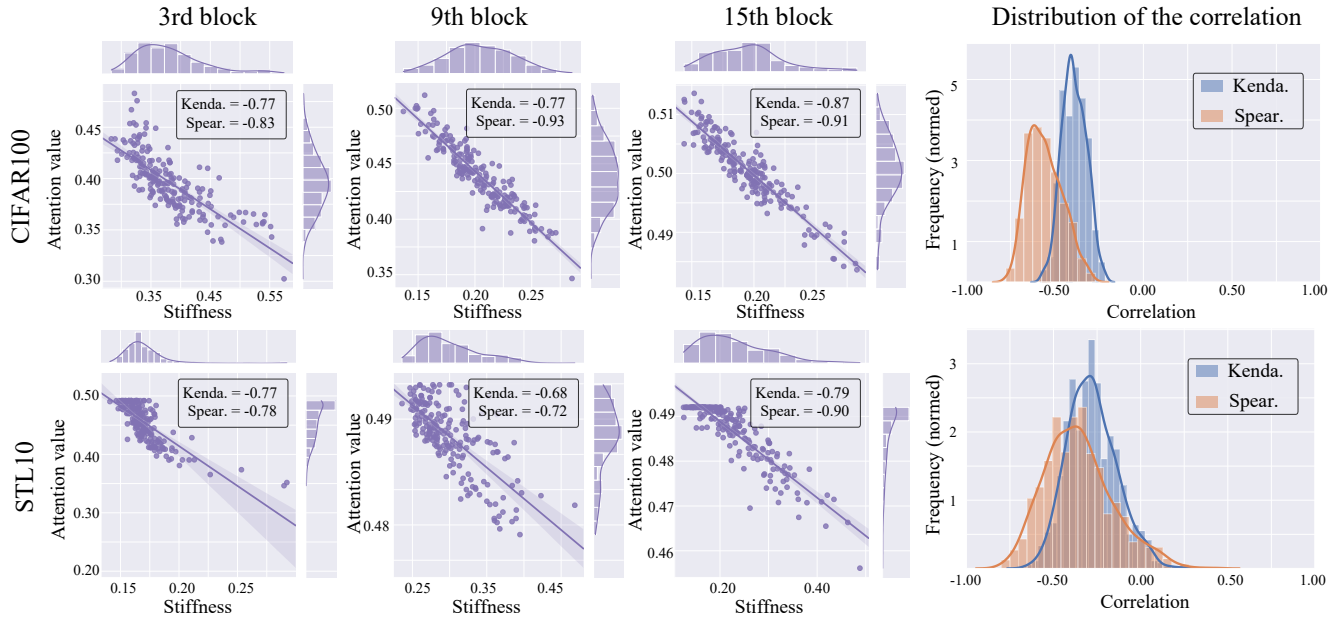 3rd block
9th block
15th block
Distribution of the correlation
CIFAR100
Attention value
0.45
0.40
0.35
0.30
Kenda. = -0.77
Spear. = -0.83
0.35
0.45
0.55
Stiffness
0.50
0.45
0.40
0.35
Attention value
Kenda. = -0.77
Spear. = -0.93
0.15
0.20
0.25
Stiffness
0.51
0.50
0.49
Attention value
Kenda. = -0.87
Spear. = -0.91
0.15
0.20
0.25
Stiffness
Frequency (normed)
5
3
1
Kenda.
Spear.
-1.00
-0.50
0.00
0.50
1.00
Correlation
STL10
Attention value
0.50
0.40
0.30
0.20
Kenda. = -0.77
Spear. = -0.78
0.15
0.20
0.25
Stiffness
Attention value
0.49
0.48
Kenda. = -0.68
Spear. = -0.72
0.25
0.35
0.45
Stiffness
Attention value
0.49
0.48
0.47
0.46
Kenda. = -0.79
Spear. = -0.90
0.20
0.40
Stiffness
Frequency (normed)
3
2
1
Kenda.
Spear.
-1.00
-0.50
0.00
0.50
1.00
Correlation